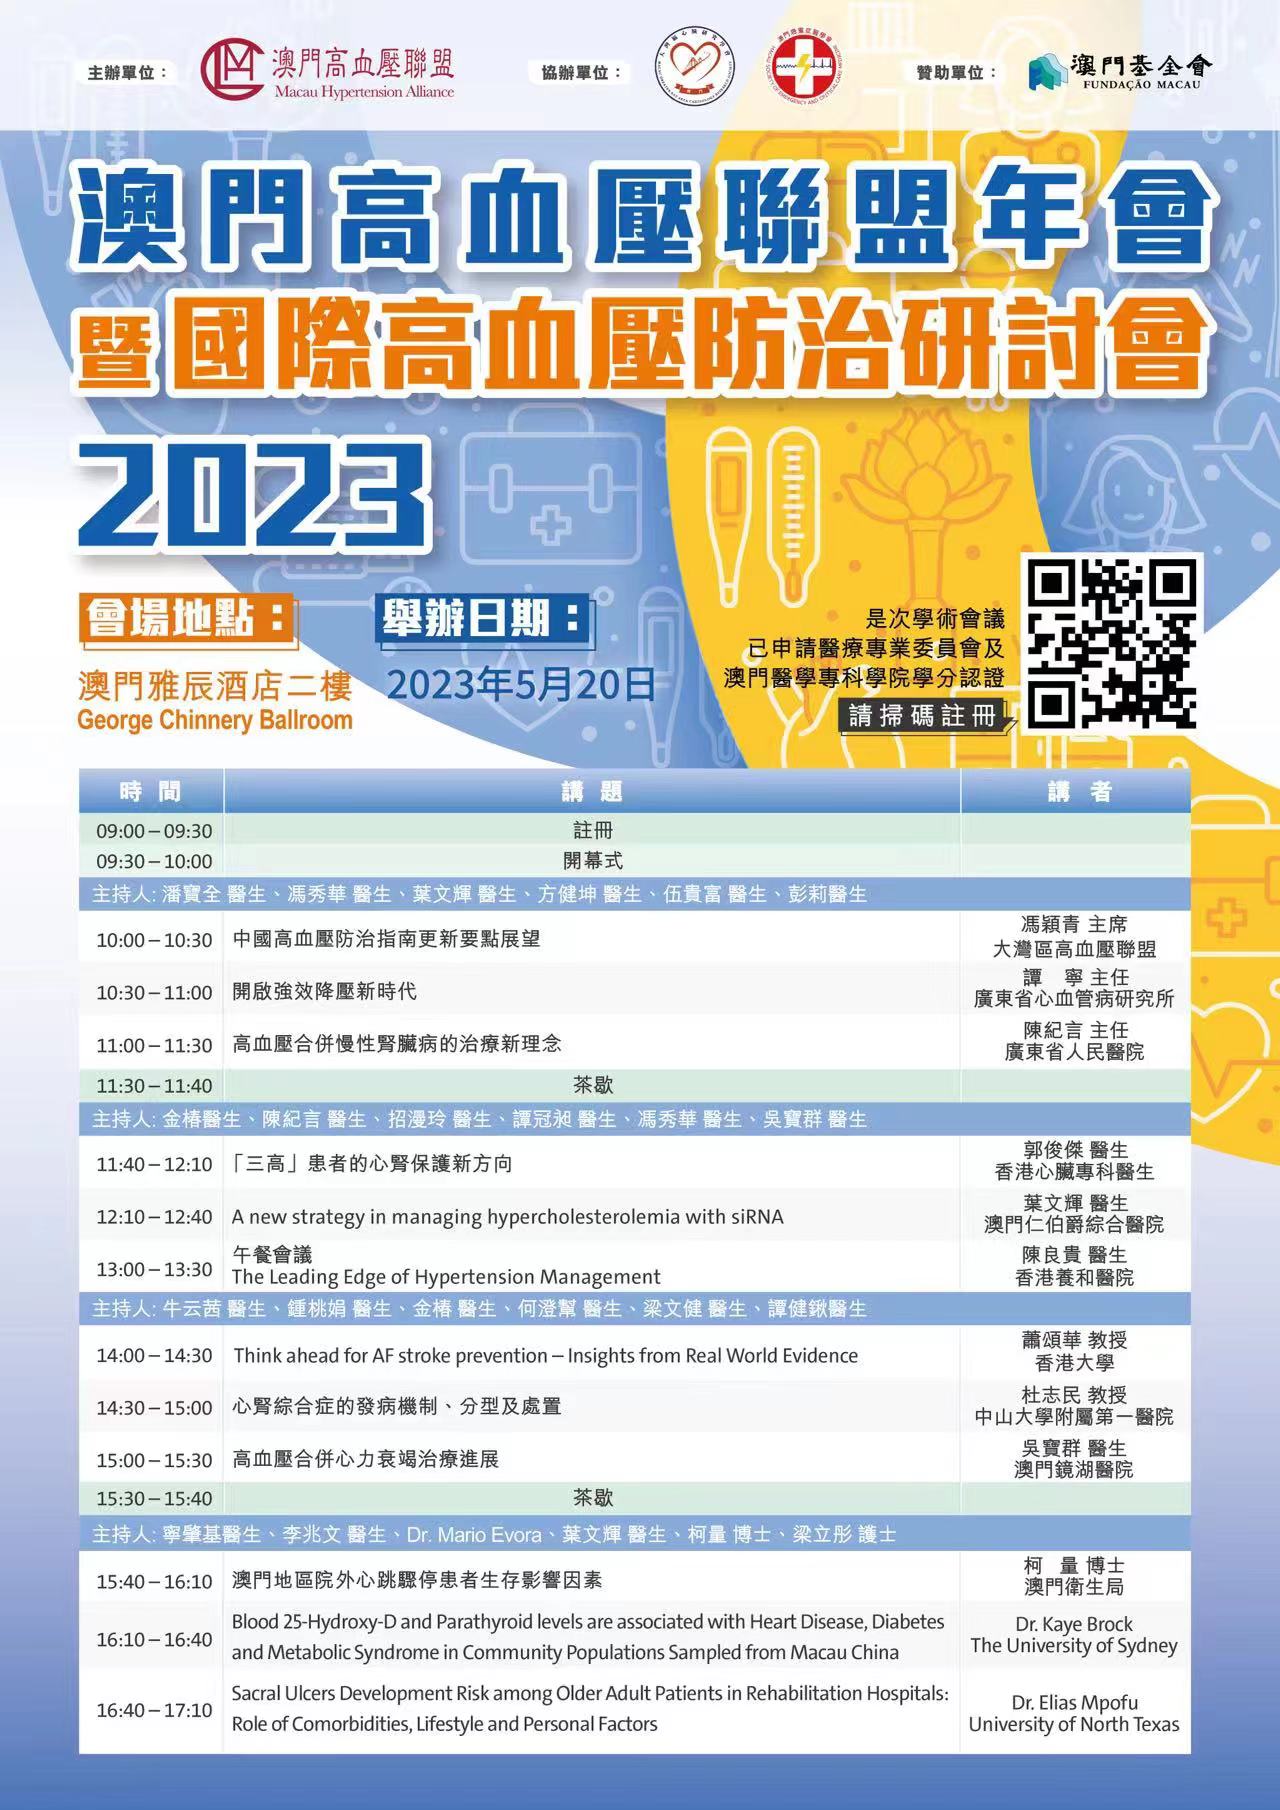 主辦單位：
澳門高血壓聯盟
Macau Hypertension Alliance
協辦單位：
贊助單位：
澳門基金會
FUNDAÇÃO MACAU
澳門高血壓聯盟年會
暨國際高血壓防治研討會
2023
會場地點：
澳門雅辰酒店二樓
George Chinnery Ballroom
舉辦日期：
2023年5月20日
是次學術會議
已申請醫療專業委員會及
澳門醫學專科學院學分認證
請掃碼註冊
時 間 講 題 講 者
09:00－09:30 註冊
09:30－10:00 開幕式
主持人: 潘寶全 醫生、馮秀華 醫生、葉文輝 醫生、方健坤 醫生、伍貴富 醫生、彭莉醫生
10:00－10:30 中國高血壓防治指南更新要點展望 馮穎青 主席
大灣區高血壓聯盟
10:30－11:00 開啟強效降壓新時代 譚 寧 主任
廣東省心血管病研究所
11:00－11:30 高血壓合併慢性腎臟病的治療新理念 陳紀言 主任
廣東省人民醫院
11:30－11:40 茶歇
主持人: 金椿醫生、陳紀言 醫生、招漫玲 醫生、譚冠昶 醫生、馮秀華 醫生、吳寶群 醫生
11:40－12:10 「三高」患者的心腎保護新方向 郭俊傑 醫生
香港心臟專科醫生
12:10－12:40 A new strategy in managing hypercholesterolemia with siRNA 葉文輝 醫生
澳門仁伯爵綜合醫院
13:00－13:30 午餐會議
The Leading Edge of Hypertension Management
陳良貴 醫生
香港養和醫院
主持人: 牛云茜 醫生、鍾桃娟 醫生、金椿 醫生、何澄幫 醫生、梁文健 醫生、譚健鍬醫生
14:00－14:30 Think ahead for AF stroke prevention – Insights from Real World Evidence 蕭頌華 教授
香港大學
14:30－15:00 心腎綜合症的發病機制、分型及處置 杜志民 教授
中山大學附屬第一醫院
15:00－15:30 高血壓合併心力衰竭治療進展 吳寶群 醫生
澳門鏡湖醫院
15:30－15:40 茶歇
主持人: 寧肇基醫生、李兆文 醫生、Dr. Mario Evora、葉文輝 醫生、柯量 博士、梁立彤 護士
15:40－16:10 澳門地區院外心跳驟停患者生存影響因素 柯 量 博士
澳門衛生局
16:10－16:40 Blood 25-Hydroxy-D and Parathyroid levels are associated with Heart Disease, Diabetes
and Metabolic Syndrome in Community Populations Sampled from Macau China
Dr. Kaye Brock
The University of Sydney
16:40－17:10 Sacral Ulcers Development Risk among Older Adult Patients in Rehabilitation Hospitals:
Role of Comorbidities, Lifestyle and Personal Factors
Dr. Elias Mpofu
University of North Texas